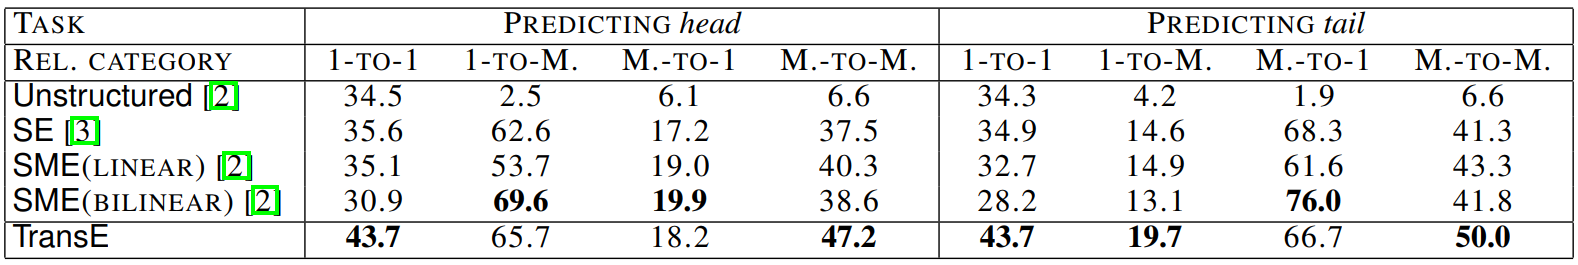 TASK PREDICTING head PREDICTING tail
REL. CATEGORY 1-TO-1 1-TO-M. M.-TO-1 M.-TO-M. 1-TO-1 1-TO-M. M.-TO-1 M.-TO-M.
Unstructured [2] 34.5 2.5 6.1 6.6 34.3 4.2 1.9 6.6
SE [3] 35.6 62.6 17.2 37.5 34.9 14.6 68.3 41.3
SME(LINEAR) [2] 35.1 53.7 19.0 40.3 32.7 14.9 61.6 43.3
SME(BILINEAR) [2] 30.9 69.6 19.9 38.6 28.2 13.1 76.0 41.8
TransE 43.7 65.7 18.2 47.2 43.7 19.7 66.7 50.0